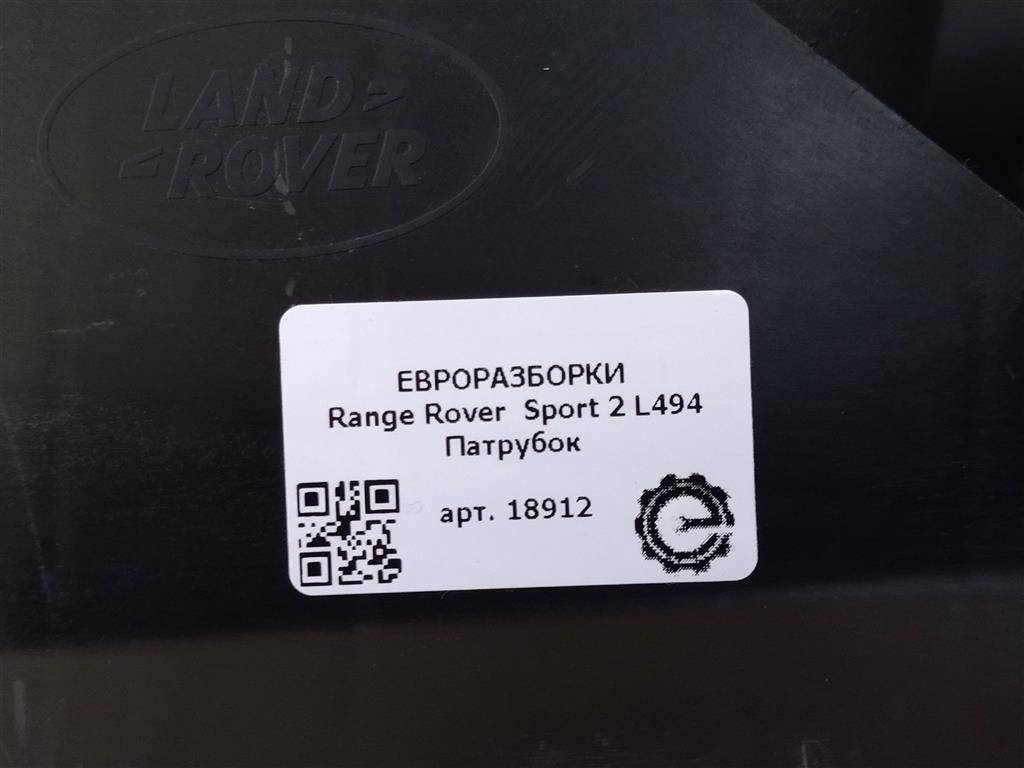 LAND
ROVER
ЕВРОРАЗБОРКИ
Range Rover Sport 2 L494
Патрубок
арт. 18912